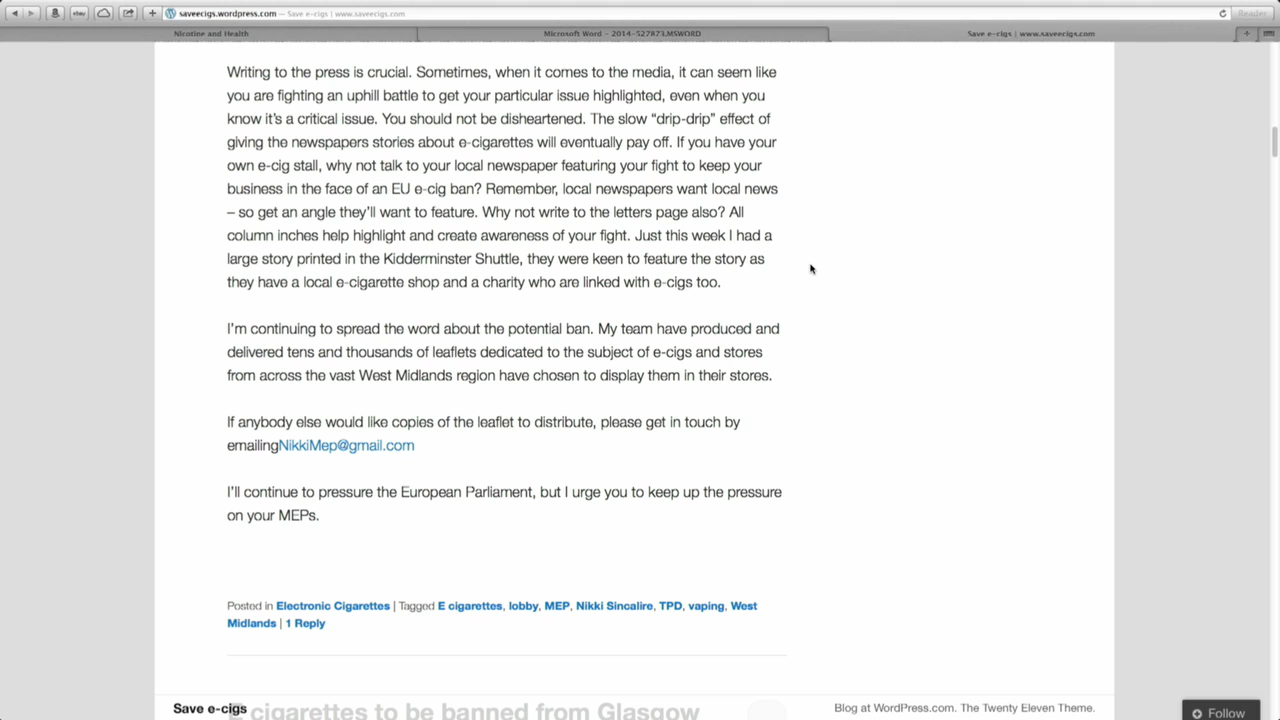 saveecigs.wordpress.com — Save e-cigs | www.saveecigs.com
Reader
Nicotine and Health
Microsoft Word - 2014-527873.MSWORD
Save e-cigs | www.saveecigs.com
Writing to the press is crucial. Sometimes, when it comes to the media, it can seem like
you are fighting an uphill battle to get your particular issue highlighted, even when you
know it's a critical issue. You should not be disheartened. The slow “drip-drip” effect of
giving the newspapers stories about e-cigarettes will eventually pay off. If you have your
own e-cig stall, why not talk to your local newspaper featuring your fight to keep your
business in the face of an EU e-cig ban? Remember, local newspapers want local news
– so get an angle they'll want to feature. Why not write to the letters page also? All
column inches help highlight and create awareness of your fight. Just this week I had a
large story printed in the Kidderminster Shuttle, they were keen to feature the story as
they have a local e-cigarette shop and a charity who are linked with e-cigs too.
I'm continuing to spread the word about the potential ban. My team have produced and
delivered tens and thousands of leaflets dedicated to the subject of e-cigs and stores
from across the vast West Midlands region have chosen to display them in their stores.
If anybody else would like copies of the leaflet to distribute, please get in touch by
emailingNikkiMep@gmail.com
I'll continue to pressure the European Parliament, but I urge you to keep up the pressure
on your MEPs.
Posted in Electronic Cigarettes | Tagged E cigarettes, lobby, MEP, Nikki Sincalire, TPD, vaping, West
Midlands | 1 Reply
E cigarettes to be banned from Glasgow
Save e-cigs
Blog at WordPress.com. The Twenty Eleven Theme.
Follow